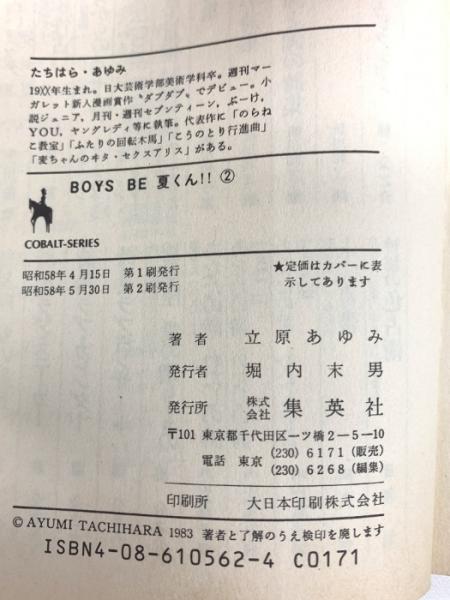 たちはら・あゆみ
19XX年生まれ。日大芸術学部美術学科卒。週刊マー
ガレット新人漫画賞作〝ダブダブ〟でデビュー。小
説ジュニア，月刊・週刊セブンティーン，ぶ〜け，
YOU，ヤングレディ等に執筆。代表作に「のらね
こ教室」「ふたりの回転木馬」「こうのとり行進曲」
「麦ちゃんのヰタ・セクスアリス」がある。
BOYS BE 夏くん!! ②
COBALT-SERIES
昭和58年4月15日 第1刷発行
昭和58年5月30日 第2刷発行
★定価はカバーに表
示してあります
著者 立原あゆみ
発行者 堀内末男
発行所 株式会社 集英社
〒101 東京都千代田区一ツ橋2-5-10
電話 東京 (230) 6171 (販売)
(230) 6268 (編集)
印刷所 大日本印刷株式会社
© AYUMI TACHIHARA 1983 著者と了解のうえ検印を廃します
ISBN4-08-610562-4 C0171